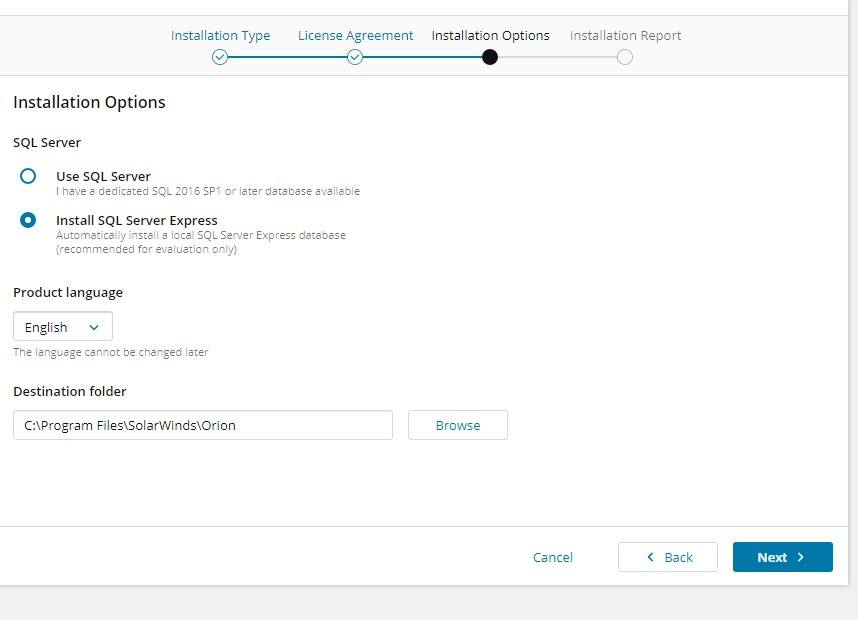 Installation Type
License Agreement
Installation Options
Installation Report
Installation Options
SQL Server
Use SQL Server
I have a dedicated SQL 2016 SP1 or later database available
Install SQL Server Express
Automatically install a local SQL Server Express database
(recommended for evaluation only)
Product language
English
The language cannot be changed later
Destination folder
C:\Program Files\SolarWinds\Orion
Browse
Cancel
Back
Next